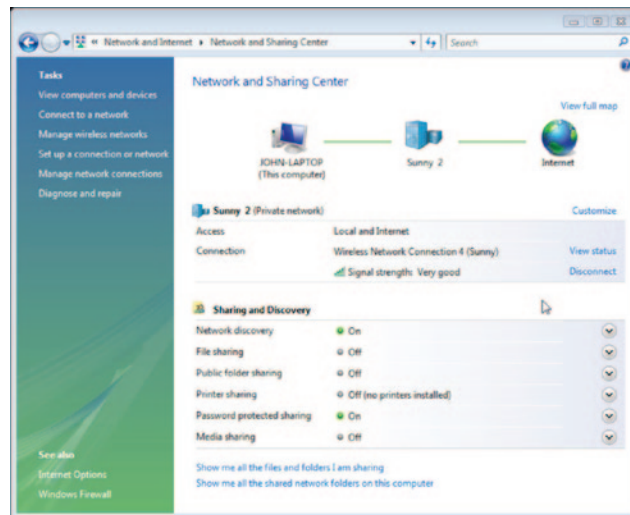 « Network and Internet ▸ Network and Sharing Center
Search
Tasks
View computers and devices
Connect to a network
Manage wireless networks
Set up a connection or network
Manage network connections
Diagnose and repair
See also
Internet Options
Windows Firewall
Network and Sharing Center
View full map
JOHN-LAPTOP
(This computer)
Sunny 2
Internet
Sunny 2 (Private network)
Customize
Access Local and Internet
Connection Wireless Network Connection 4 (Sunny) View status
Signal strength: Very good Disconnect
Sharing and Discovery
Network discovery On
File sharing Off
Public folder sharing Off
Printer sharing Off (no printers installed)
Password protected sharing On
Media sharing Off
Show me all the files and folders I am sharing
Show me all the shared network folders on this computer